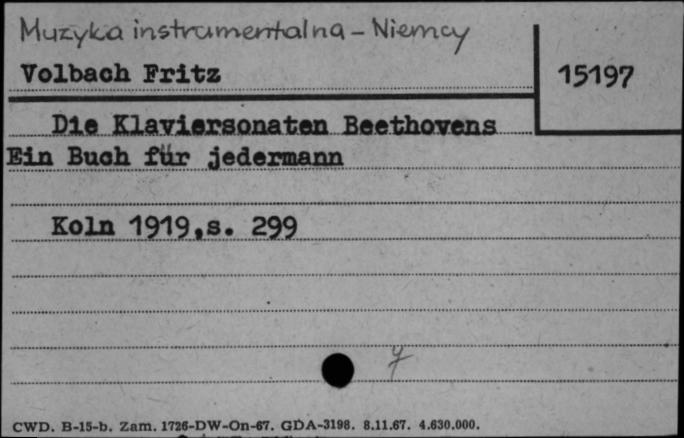 Muzyka instrumentalna - Niemcy
Volbach Fritz
15197
Die Klaviersonaten Beethovens
Ein Buch für jedermann
Koln 1919,s. 299
CWD. B-15-b. Zam. 1726-DW-On-67. GDA-3198. 8.11.67. 4.630.000.